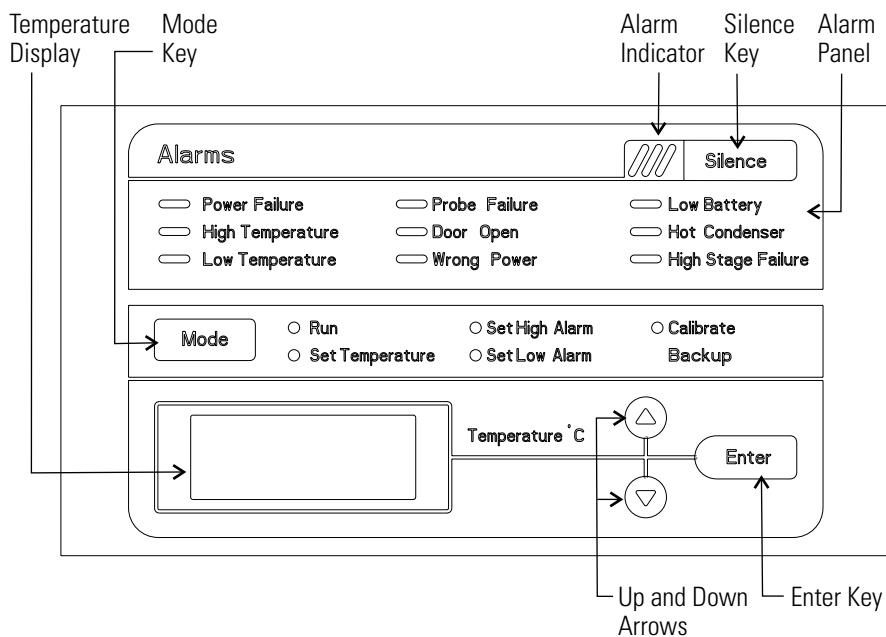 Temperature
Display
Mode
Key
Alarm
Indicator
Silence
Key
Alarm
Panel
Alarms
Silence
Power Failure
Probe Failure
Low Battery
High Temperature
Door Open
Hot Condenser
Low Temperature
Wrong Power
High Stage Failure
Mode
Run
Set High Alarm
Calibrate
Set Temperature
Set Low Alarm
Backup
Temperature °C
Enter
Up and Down
Arrows
Enter Key